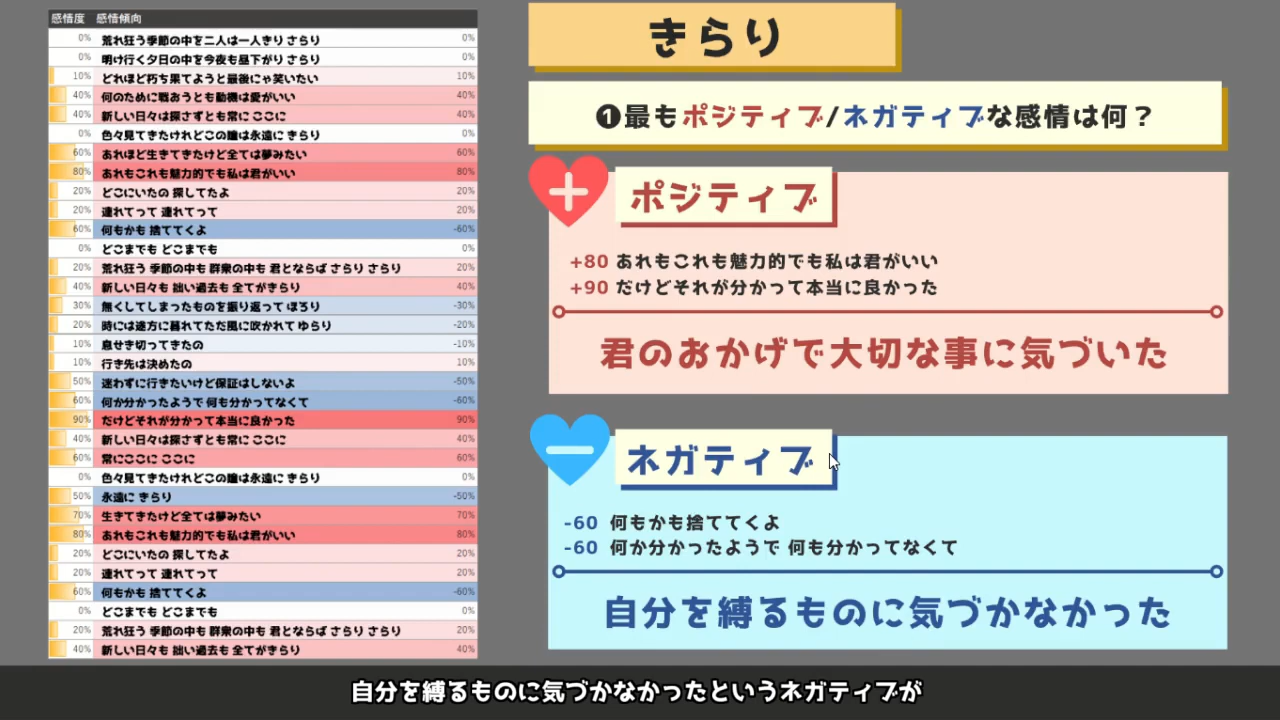 感情度 感情傾向
0% 荒れ狂う季節の中を二人は一人きり さらり 0%
0% 明け行く夕日の中を今夜も昼下がり さらり 0%
10% どれほど朽ち果てようと最後にゃ笑いたい 10%
40% 何のために戦おうとも動機は愛がいい 40%
40% 新しい日々は探さずとも常に ここに 40%
0% 色々見てきたけれどこの瞳は永遠に きらり 0%
60% あれほど生きてきたけど全ては夢みたい 60%
80% あれもこれも魅力的でも私は君がいい 80%
20% どこにいたの 探してたよ 20%
20% 連れてって 連れてって 20%
60% 何もかも 捨ててくよ -60%
0% どこまでも どこまでも 0%
20% 荒れ狂う 季節の中も 群衆の中も 君とならば さらり さらり 20%
40% 新しい日々も 拙い過去も 全てがきらり 40%
30% 無くしてしまったものを振り返って ほろり -30%
20% 時には途方に暮れてただ風に吹かれて ゆらり -20%
10% 息せき切ってきたの -10%
10% 行き先は決めたの 10%
50% 迷わずに行きたいけど保証はしないよ -50%
60% 何か分かったようで 何も分かってなくて -60%
90% だけどそれが分かって本当に良かった 90%
40% 新しい日々は探さずとも常に ここに 40%
60% 常にここに ここに 60%
0% 色々見てきたけれどこの瞳は永遠に きらり 0%
50% 永遠に きらり -50%
70% 生きてきたけど全ては夢みたい 70%
80% あれもこれも魅力的でも私は君がいい 80%
20% どこにいたの 探してたよ 20%
20% 連れてって 連れてって 20%
60% 何もかも 捨ててくよ -60%
0% どこまでも どこまでも 0%
20% 荒れ狂う 季節の中も 群衆の中も 君とならば さらり さらり 20%
40% 新しい日々も 拙い過去も 全てがきらり 40%
きらり
❶最もポジティブ/ネガティブな感情は何？
ポジティブ
+80 あれもこれも魅力的でも私は君がいい
+90 だけどそれが分かって本当に良かった
君のおかげで大切な事に気づいた
ネガティブ
-60 何もかも捨ててくよ
-60 何か分かったようで 何も分かってなくて
自分を縛るものに気づかなかった
自分を縛るものに気づかなかったというネガティブが